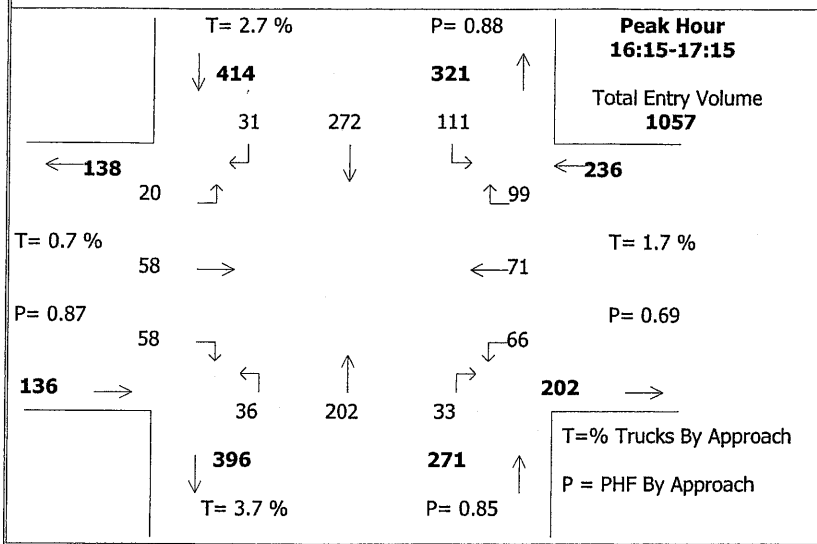 T= 2.7 %
P= 0.88
Peak Hour
16:15-17:15
414
321
Total Entry Volume
1057
31
272
111
138
236
20
99
T= 0.7 %
58
71
T= 1.7 %
P= 0.87
58
66
P= 0.69
136
36
202
33
202
396
271
T=% Trucks By Approach
T= 3.7 %
P= 0.85
P = PHF By Approach